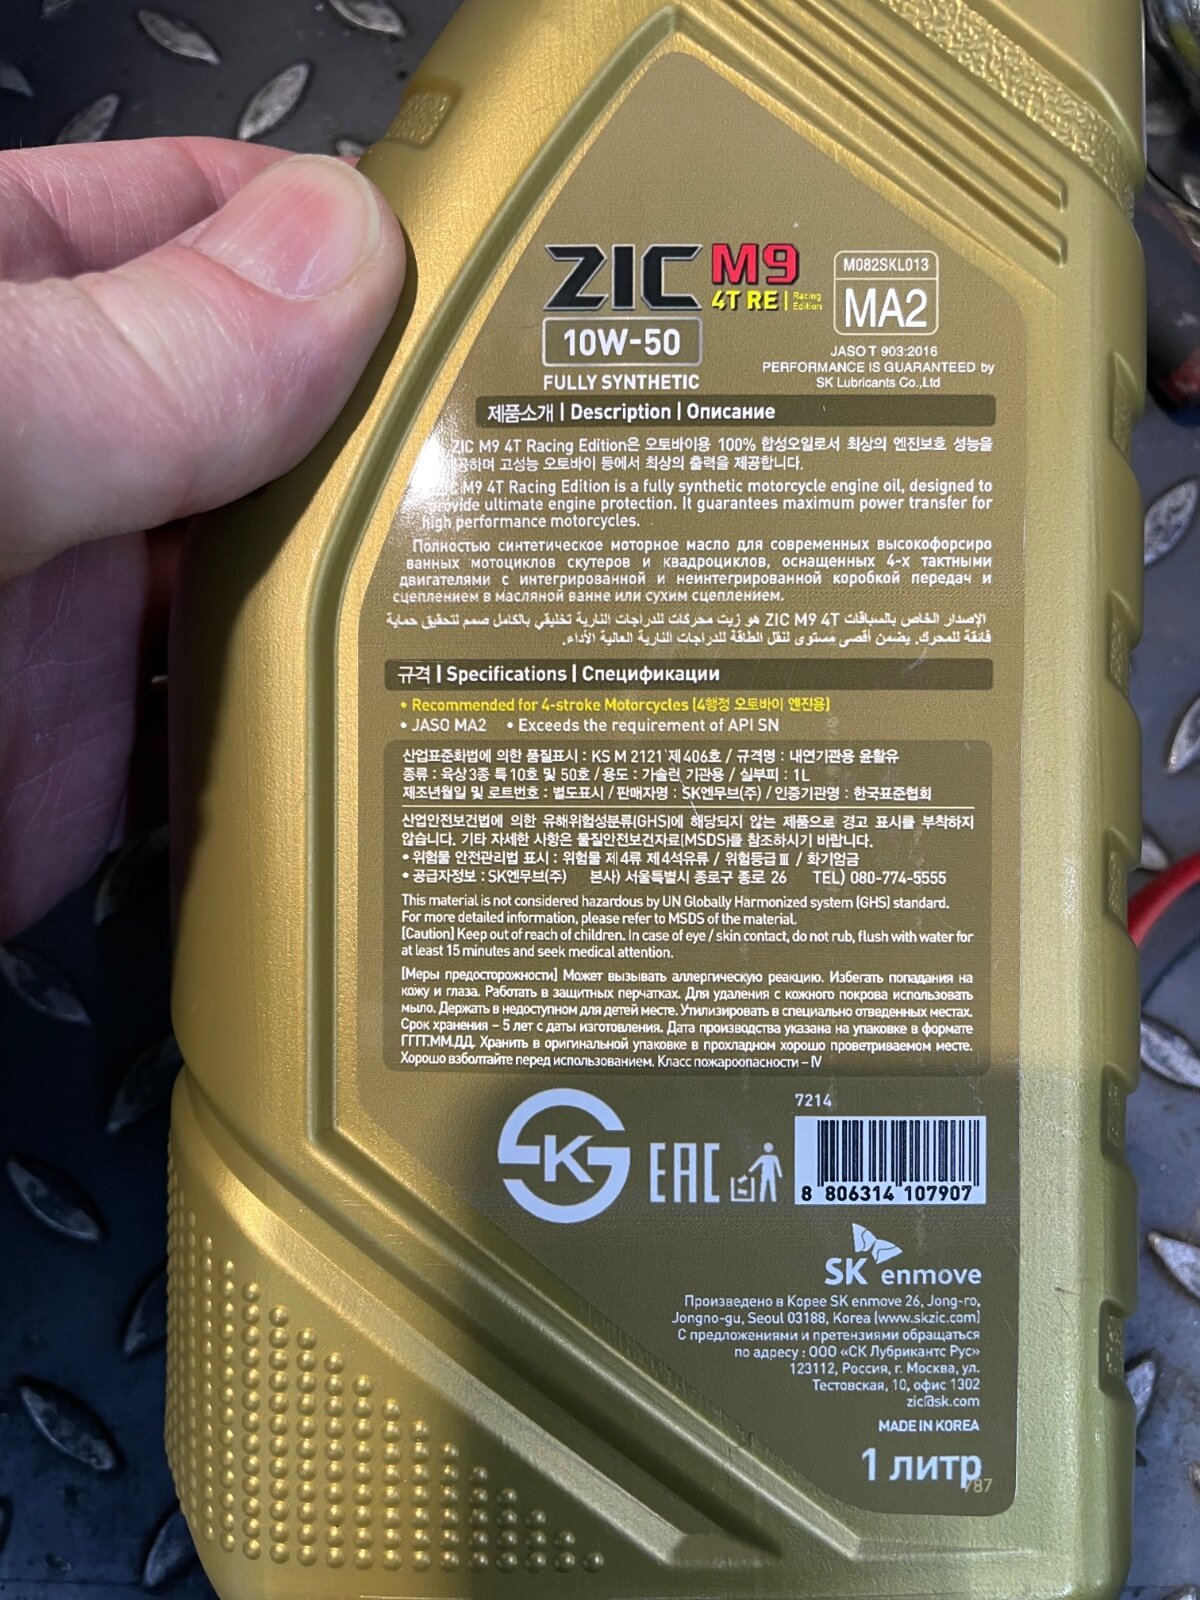 ZIC M9
4T RE | Racing Edition
10W-50
FULLY SYNTHETIC
M082SKL013
MA2
JASO T 903:2016
PERFORMANCE IS GUARANTEED by
SK Lubricants Co.,Ltd
제품소개 | Description | Описание
ZIC M9 4T Racing Edition은 오토바이용 100% 합성오일로서 최상의 엔진보호 성능을
하며 고성능 오토바이 등에서 최상의 출력을 제공합니다.
M9 4T Racing Edition is a fully synthetic motorcycle engine oil, designed to
provide ultimate engine protection. It guarantees maximum power transfer for
high performance motorcycles.
Полностью синтетическое моторное масло для современных высокофорсиро
ванных мотоциклов скутеров и квадроциклов, оснащенных 4-х тактными
двигателями с интегрированной и неинтегрированной коробкой передач и
сцеплением в масляной ванне или сухим сцеплением.
الإصدار الخاص بالسباقات ZIC M9 4T هو زيت محركات للدراجات النارية تخليقي بالكامل صمم لتحقيق حماية
فائقة للمحرك. يضمن أقصى مستوى لنقل الطاقة للدراجات النارية العالية الأداء.
규격 | Specifications | Спецификации
• Recommended for 4-stroke Motorcycles (4행정 오토바이 엔진용)
• JASO MA2 • Exceeds the requirement of API SN
산업표준화법에 의한 품질표시 : KS M 2121 제406호 / 규격명 : 내연기관용 윤활유
종류 : 육상 3종 특 10호 및 50호 / 용도 : 가솔린 기관용 / 실부피 : 1L
제조년월일 및 로트번호 : 별도표시 / 판매자명 : SK엔무브(주) / 인증기관명 : 한국표준협회
산업안전보건법에 의한 유해위험성분류(GHS)에 해당되지 않는 제품으로 경고 표시를 부착하지
않습니다. 기타 자세한 사항은 물질안전보건자료(MSDS)를 참조하시기 바랍니다.
• 위험물 안전관리법 표시 : 위험물 제4류 제4석유류 / 위험등급 Ⅲ / 화기엄금
• 공급자정보 : SK엔무브(주) 본사) 서울특별시 종로구 종로 26 TEL) 080-774-5555
This material is not considered hazardous by UN Globally Harmonized system (GHS) standard.
For more detailed information, please refer to MSDS of the material.
[Caution] Keep out of reach of children. In case of eye / skin contact, do not rub, flush with water for
at least 15 minutes and seek medical attention.
[Меры предосторожности] Может вызывать аллергическую реакцию. Избегать попадания на
кожу и глаза. Работать в защитных перчатках. Для удаления с кожного покрова использовать
мыло. Держать в недоступном для детей месте. Утилизировать в специально отведенных местах.
Срок хранения – 5 лет с даты изготовления. Дата производства указана на упаковке в формате
ГГГГ.ММ.ДД. Хранить в оригинальной упаковке в прохладном хорошо проветриваемом месте.
Хорошо взболтайте перед использованием. Класс пожароопасности – IV
7214
K
EAC
8 806314 107907
SK enmove
Произведено в Корее SK enmove 26, Jong-ro,
Jongno-gu, Seoul 03188, Korea (www.skzic.com)
С предложениями и претензиями обращаться
по адресу : ООО «СК Лубрикантс Рус»
123112, Россия, г. Москва, ул.
Тестовская, 10, офис 1302
zic@sk.com
MADE IN KOREA
1 литр
787